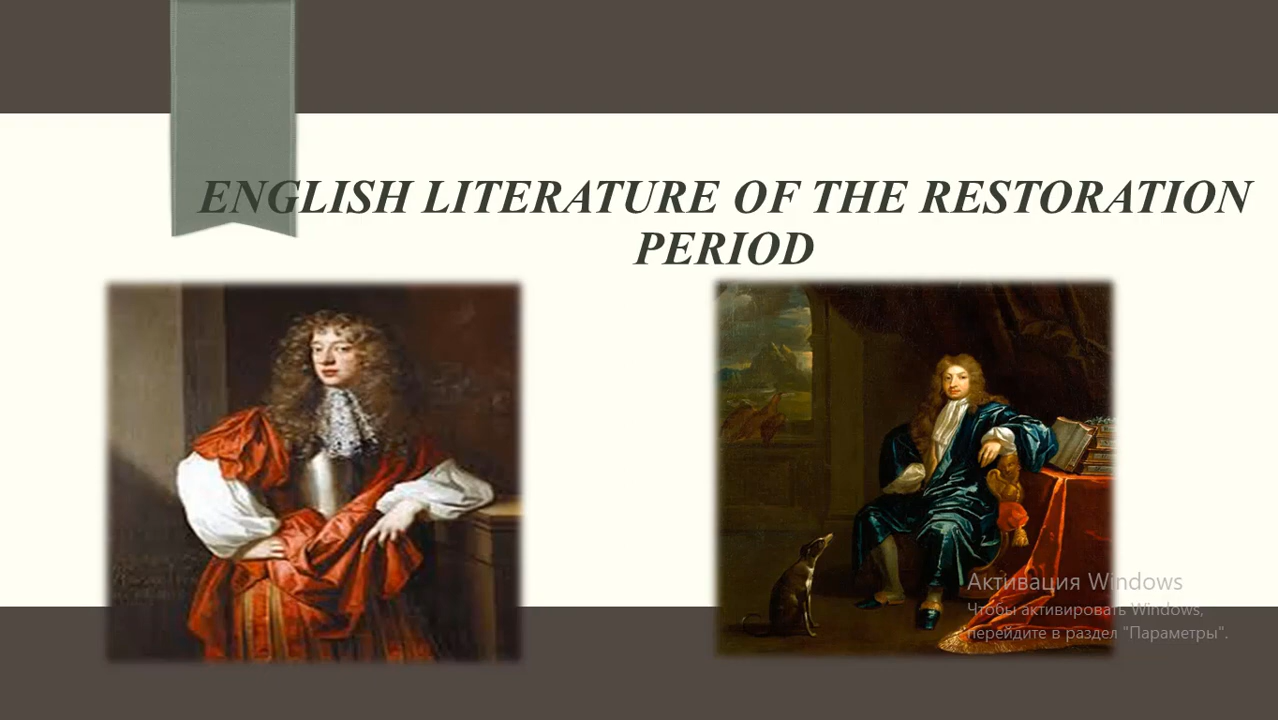 ENGLISH LITERATURE OF THE RESTORATION
PERIOD
Активация Windows
Чтобы активировать Windows,
перейдите в раздел "Параметры".